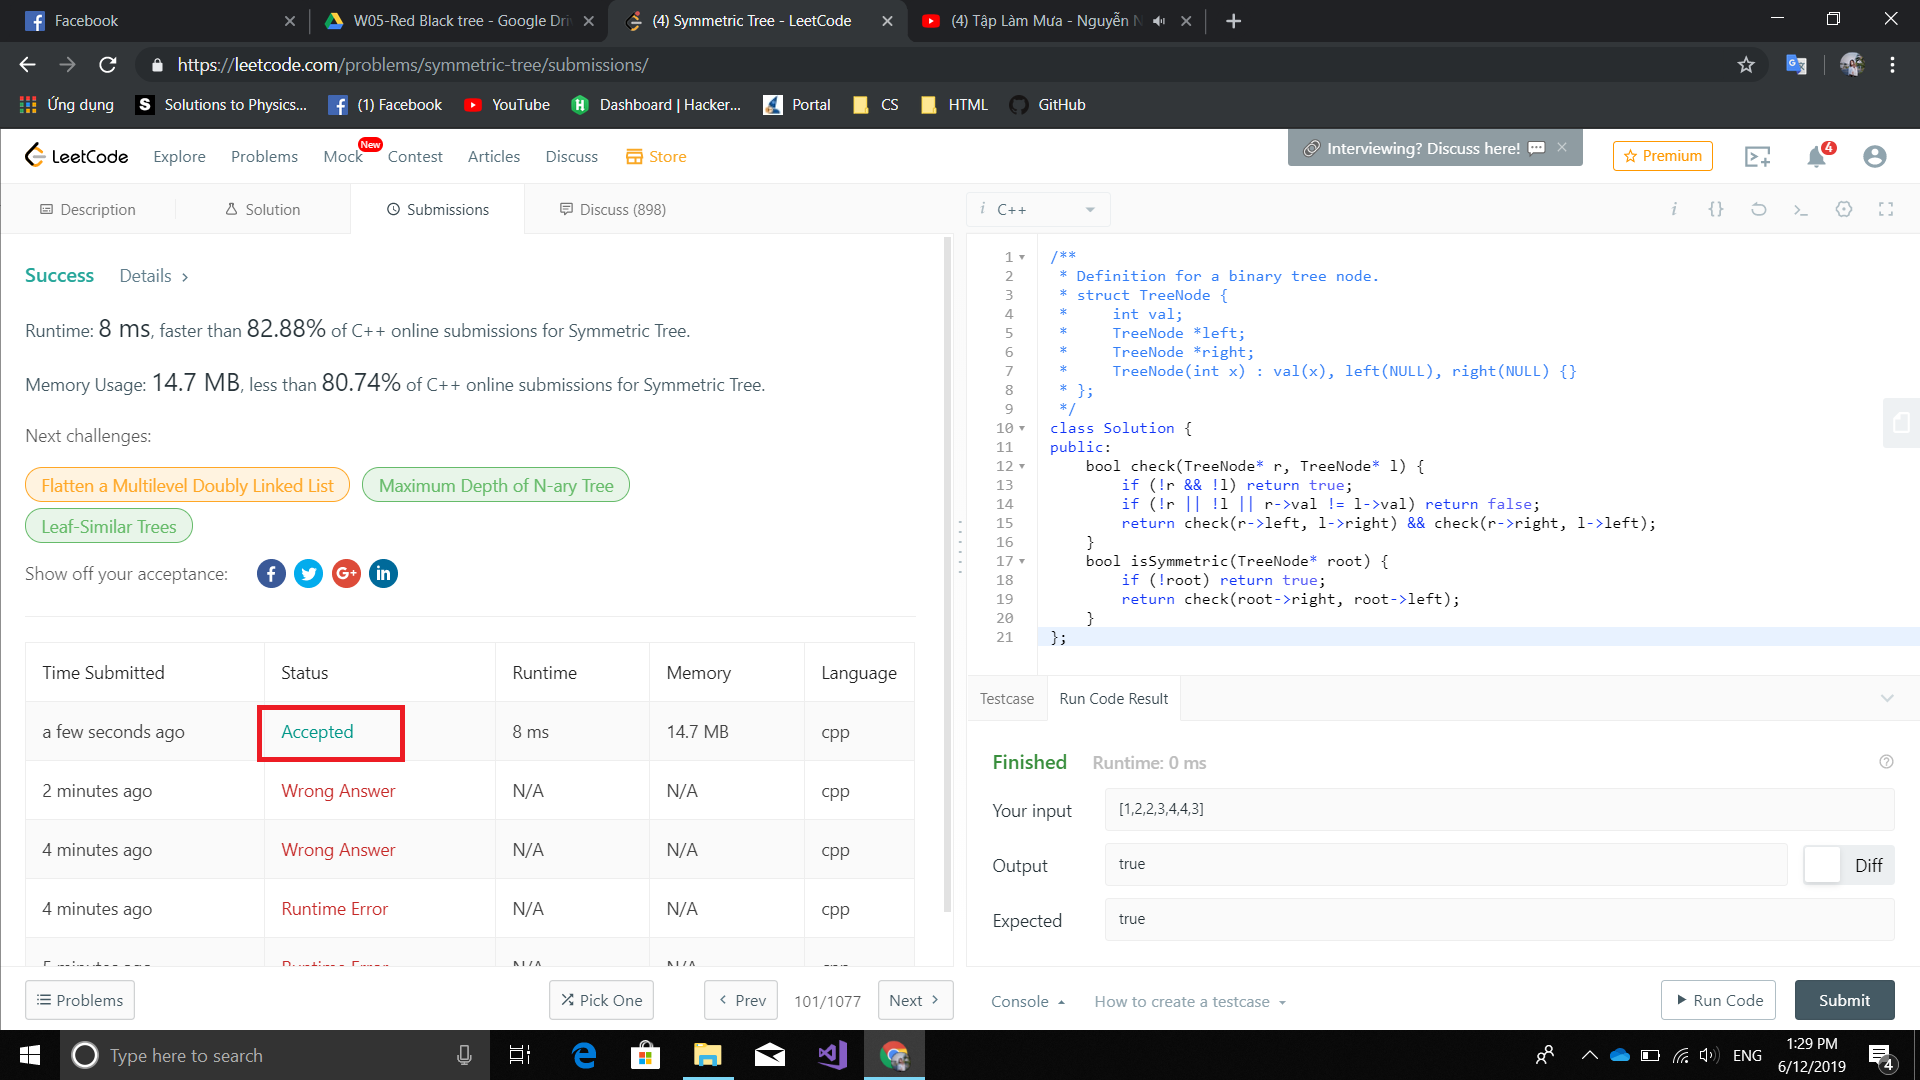 Facebook
W05-Red Black tree - Google Dri
(4) Symmetric Tree - LeetCode
(4) Tập Làm Mưa - Nguyễn N
https://leetcode.com/problems/symmetric-tree/submissions/
Ứng dụng
Solutions to Physics...
(1) Facebook
YouTube
Dashboard | Hacker...
Portal
CS
HTML
GitHub
LeetCode
Explore
Problems
Mock
New
Contest
Articles
Discuss
Store
Interviewing? Discuss here!
Premium
4
Description
Solution
Submissions
Discuss (898)
Success Details >
Runtime: 8 ms, faster than 82.88% of C++ online submissions for Symmetric Tree.
Memory Usage: 14.7 MB, less than 80.74% of C++ online submissions for Symmetric Tree.
Next challenges:
Flatten a Multilevel Doubly Linked List
Maximum Depth of N-ary Tree
Leaf-Similar Trees
Show off your acceptance:
Time Submitted Status Runtime Memory Language
a few seconds ago Accepted 8 ms 14.7 MB cpp
2 minutes ago Wrong Answer N/A N/A cpp
4 minutes ago Wrong Answer N/A N/A cpp
4 minutes ago Runtime Error N/A N/A cpp
5 minutes ago Runtime Error N/A N/A cpp
Problems
Pick One
Prev
101/1077
Next
C++
1 /**
2 * Definition for a binary tree node.
3 * struct TreeNode {
4 * int val;
5 * TreeNode *left;
6 * TreeNode *right;
7 * TreeNode(int x) : val(x), left(NULL), right(NULL) {}
8 * };
9 */
10 class Solution {
11 public:
12 bool check(TreeNode* r, TreeNode* l) {
13 if (!r && !l) return true;
14 if (!r || !l || r->val != l->val) return false;
15 return check(r->left, l->right) && check(r->right, l->left);
16 }
17 bool isSymmetric(TreeNode* root) {
18 if (!root) return true;
19 return check(root->right, root->left);
20 }
21 };
Testcase
Run Code Result
Finished Runtime: 0 ms
Your input [1,2,2,3,4,4,3]
Output true Diff
Expected true
Console
How to create a testcase
Run Code
Submit
Type here to search
ENG
1:29 PM
6/12/2019
4